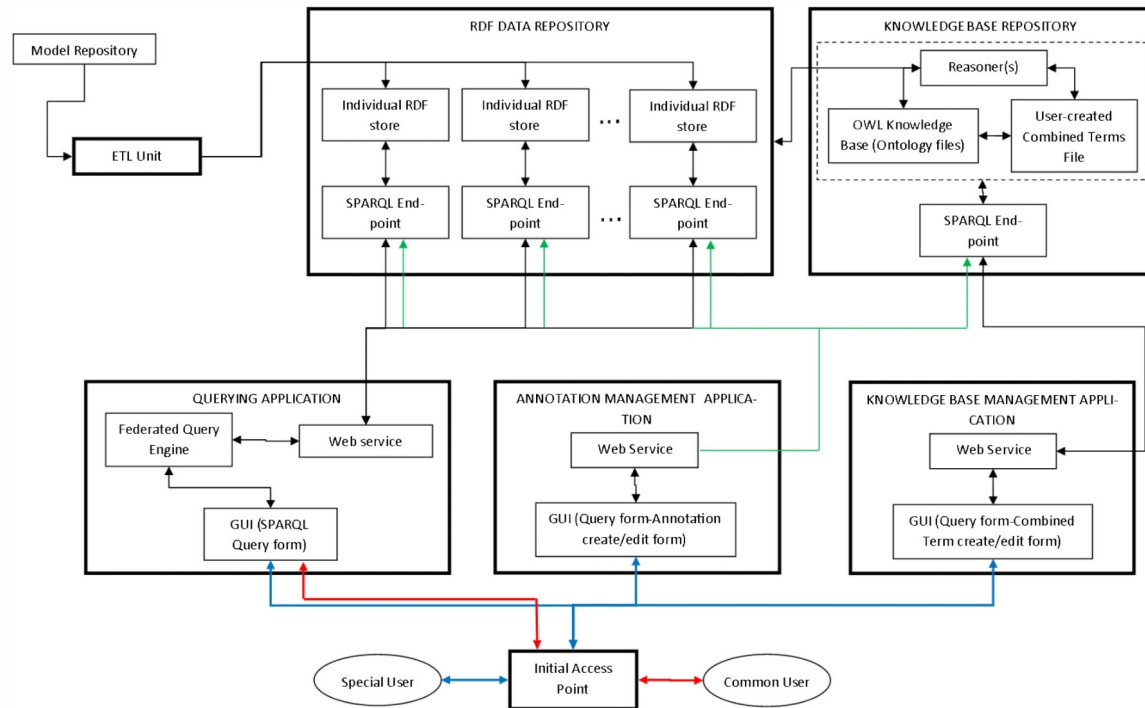 RDF DATA REPOSITORY
KNOWLEDGE BASE REPOSITORY
Model Repository
Reasoner(s)
Individual RDF
store
Individual RDF
store
Individual RDF
store
...
OWL Knowledge
Base (Ontology files)
User-created
Combined Terms
File
ETL Unit
SPARQL End-
point
SPARQL End-
point
...
SPARQL End-
point
SPARQL End-
point
QUERYING APPLICATION
Federated Query
Engine
Web service
GUI (SPARQL
Query form)
ANNOTATION MANAGEMENT APPLICA-
TION
Web Service
GUI (Query form-Annotation
create/edit form)
KNOWLEDGE BASE MANAGEMENT APPLI-
CATION
Web Service
GUI (Query form-Combined
Term create/edit form)
Special User
Initial Access
Point
Common User